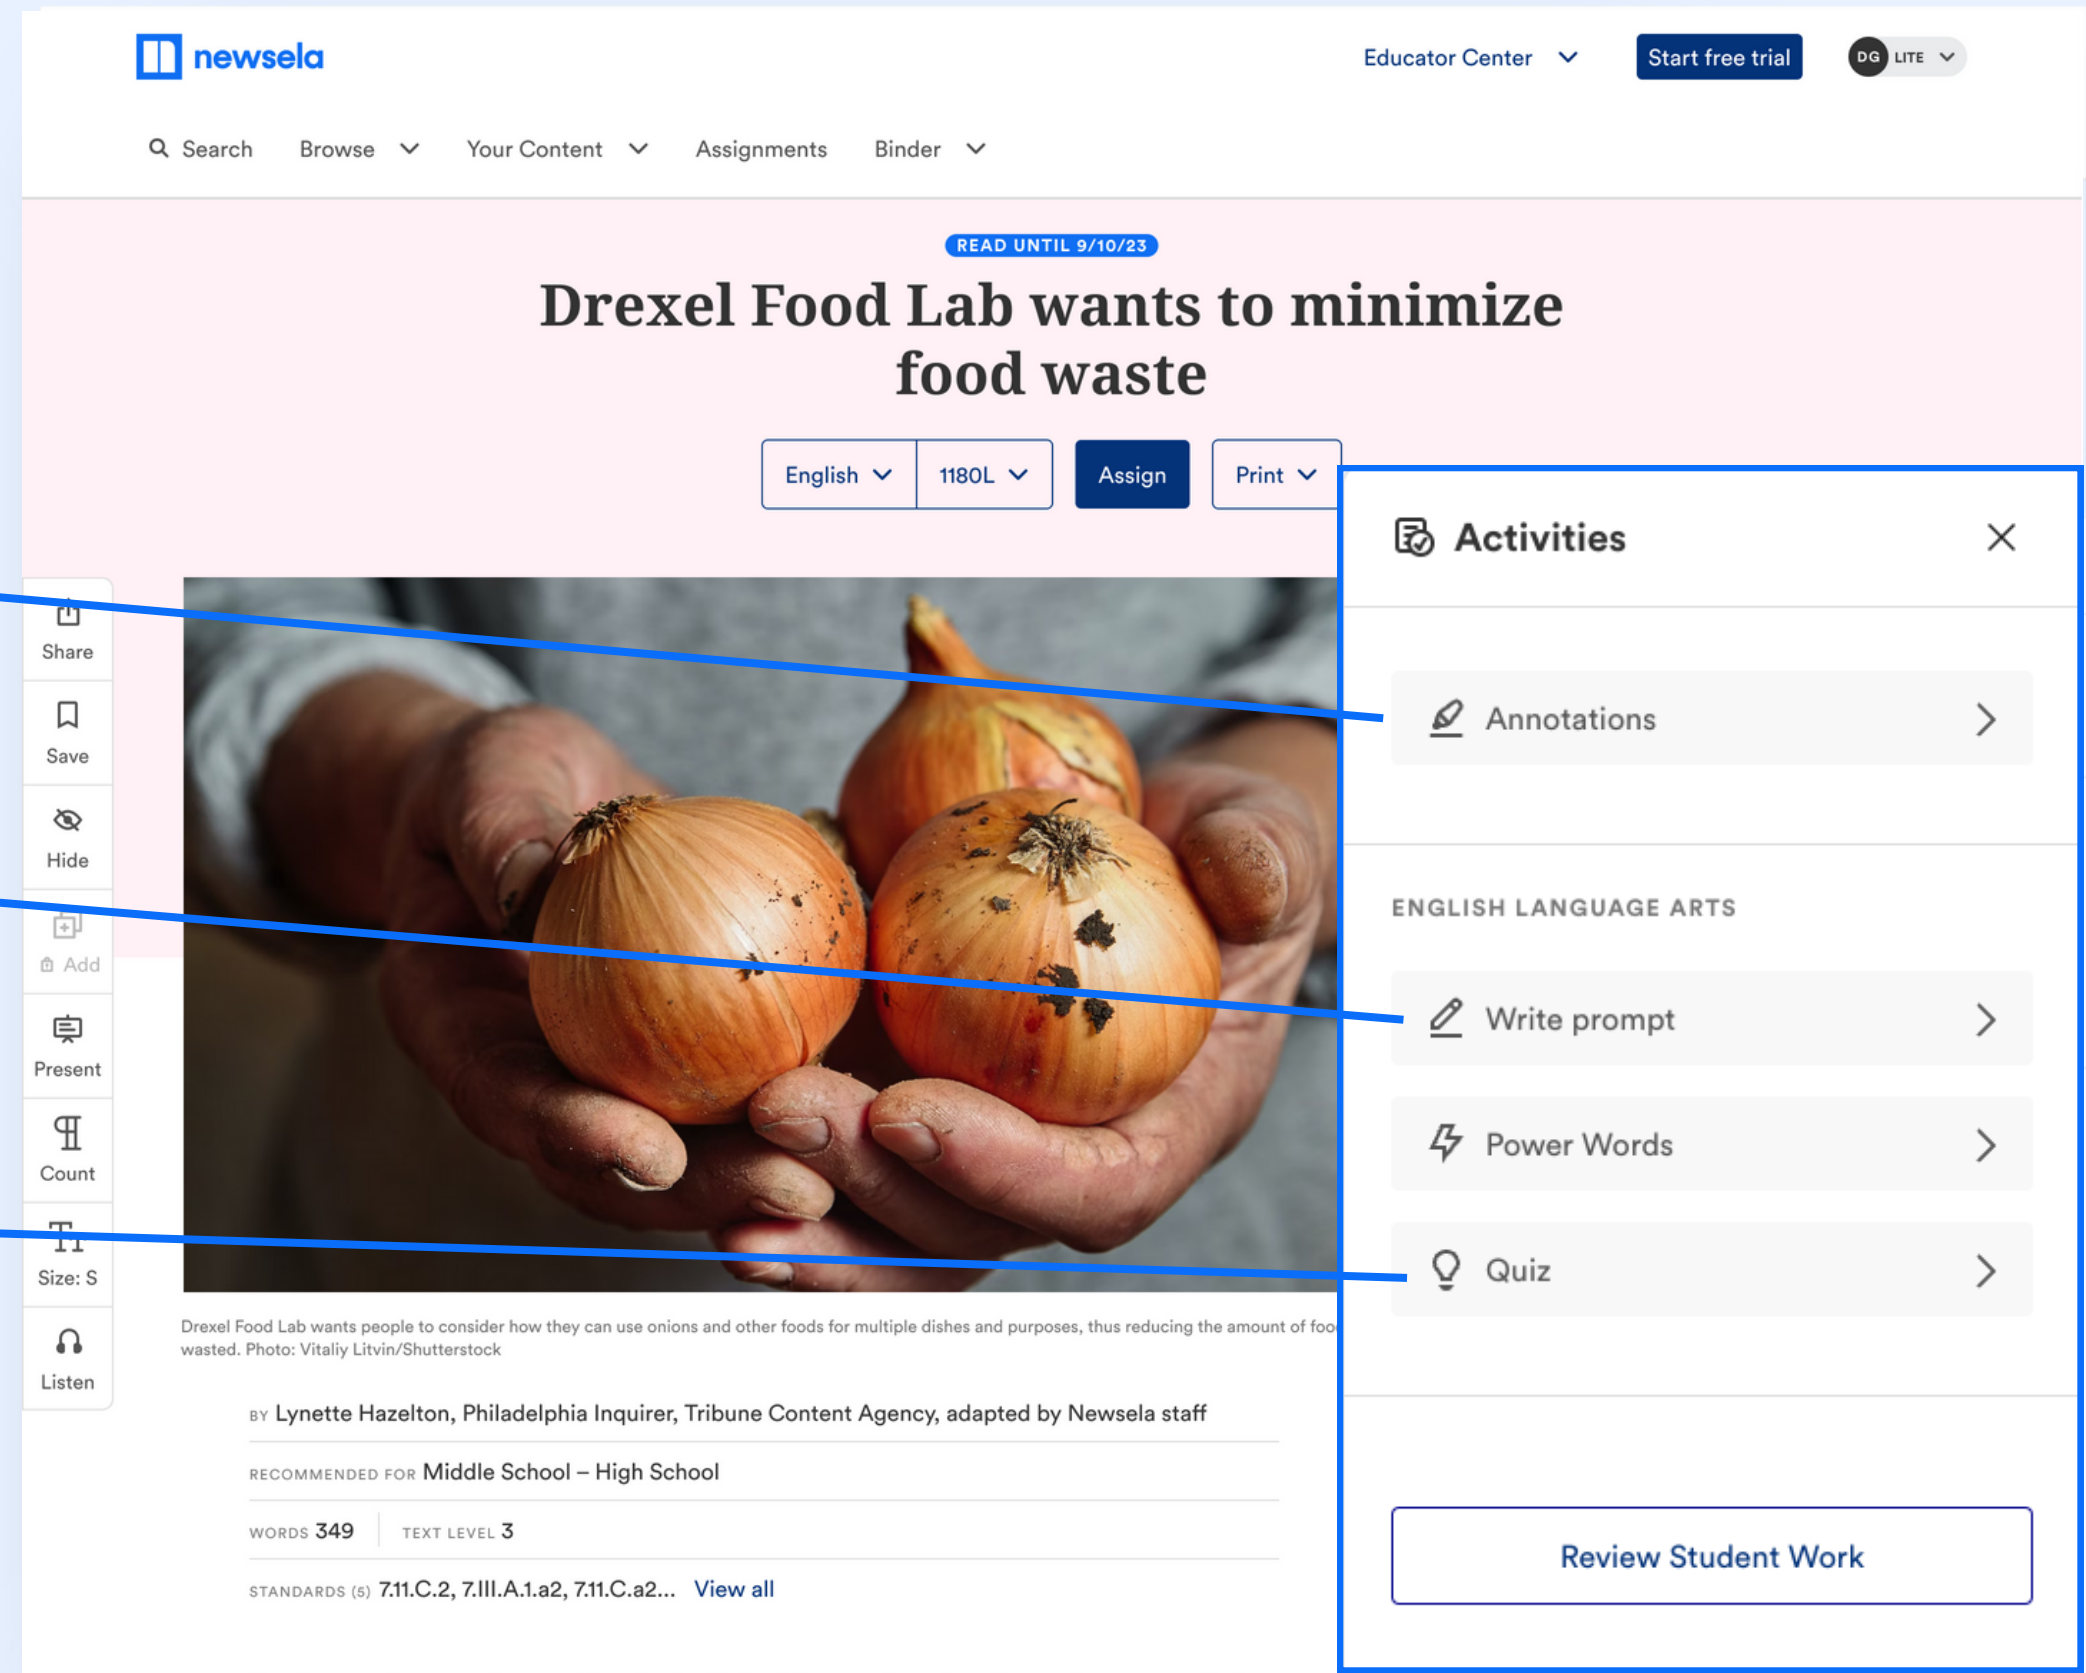 newsela
Educator Center
Start free trial
DG LITE
Search Browse Your Content Assignments Binder
READ UNTIL 9/10/23
Drexel Food Lab wants to minimize
food waste
English 1180L Assign Print
Share
Save
Hide
Add
Present
Count
Size: S
Listen
Drexel Food Lab wants people to consider how they can use onions and other foods for multiple dishes and purposes, thus reducing the amount of foo
wasted. Photo: Vitaliy Litvin/Shutterstock
BY Lynette Hazelton, Philadelphia Inquirer, Tribune Content Agency, adapted by Newsela staff
RECOMMENDED FOR Middle School – High School
WORDS 349 TEXT LEVEL 3
STANDARDS (5) 7.11.C.2, 7.III.A.1.a2, 7.11.C.a2... View all
Activities
Annotations
ENGLISH LANGUAGE ARTS
Write prompt
Power Words
Quiz
Review Student Work